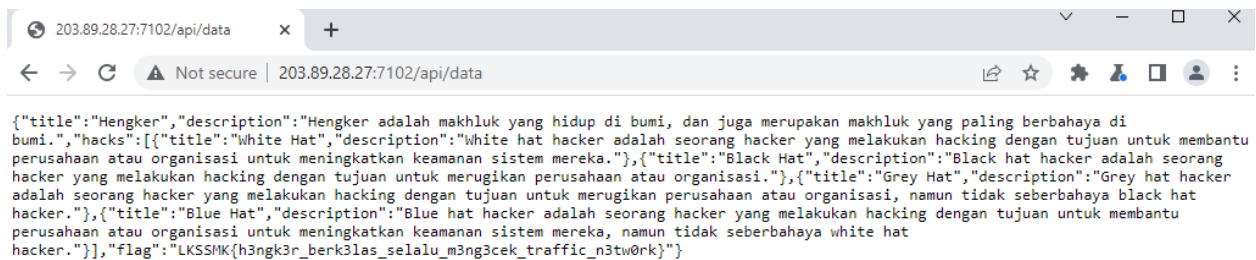 203.89.28.27:7102/api/data
Not secure 203.89.28.27:7102/api/data
{"title":"Hengker","description":"Hengker adalah makhluk yang hidup di bumi, dan juga merupakan makhluk yang paling berbahaya di
bumi.","hacks":[{"title":"White Hat","description":"White hat hacker adalah seorang hacker yang melakukan hacking dengan tujuan untuk membantu
perusahaan atau organisasi untuk meningkatkan keamanan sistem mereka."},{"title":"Black Hat","description":"Black hat hacker adalah seorang
hacker yang melakukan hacking dengan tujuan untuk merugikan perusahaan atau organisasi."},{"title":"Grey Hat","description":"Grey hat hacker
adalah seorang hacker yang melakukan hacking dengan tujuan untuk merugikan perusahaan atau organisasi, namun tidak seberbahaya black hat
hacker."},{"title":"Blue Hat","description":"Blue hat hacker adalah seorang hacker yang melakukan hacking dengan tujuan untuk membantu
perusahaan atau organisasi untuk meningkatkan keamanan sistem mereka, namun tidak seberbahaya white hat
hacker."}],"flag":"LKSSMK{h3ngk3r_berk3las_selalu_m3ng3cek_traffic_n3tw0rk}"}